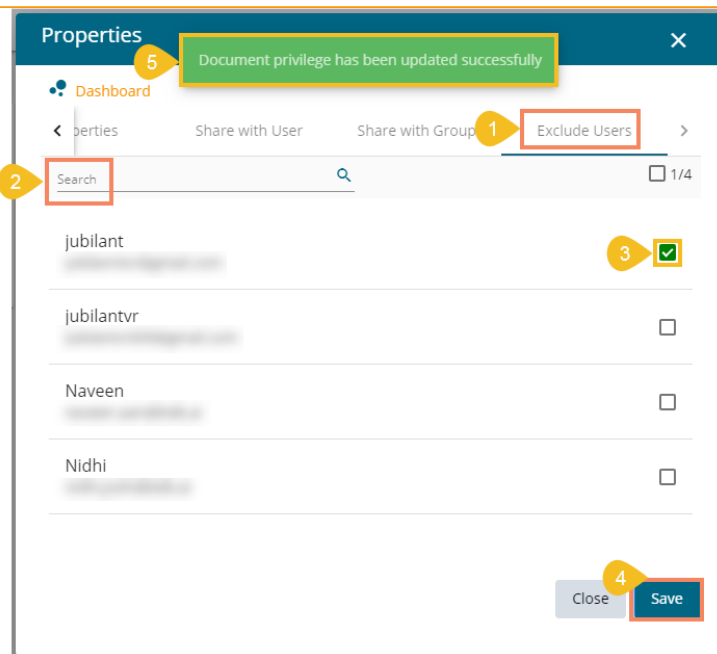 Properties
5
Document privilege has been updated successfully
Dashboard
perties
Share with User
Share with Group
1
Exclude Users
2
Search
1/4
jubilant
3
jubilantvr
Naveen
Nidhi
4
Close
Save